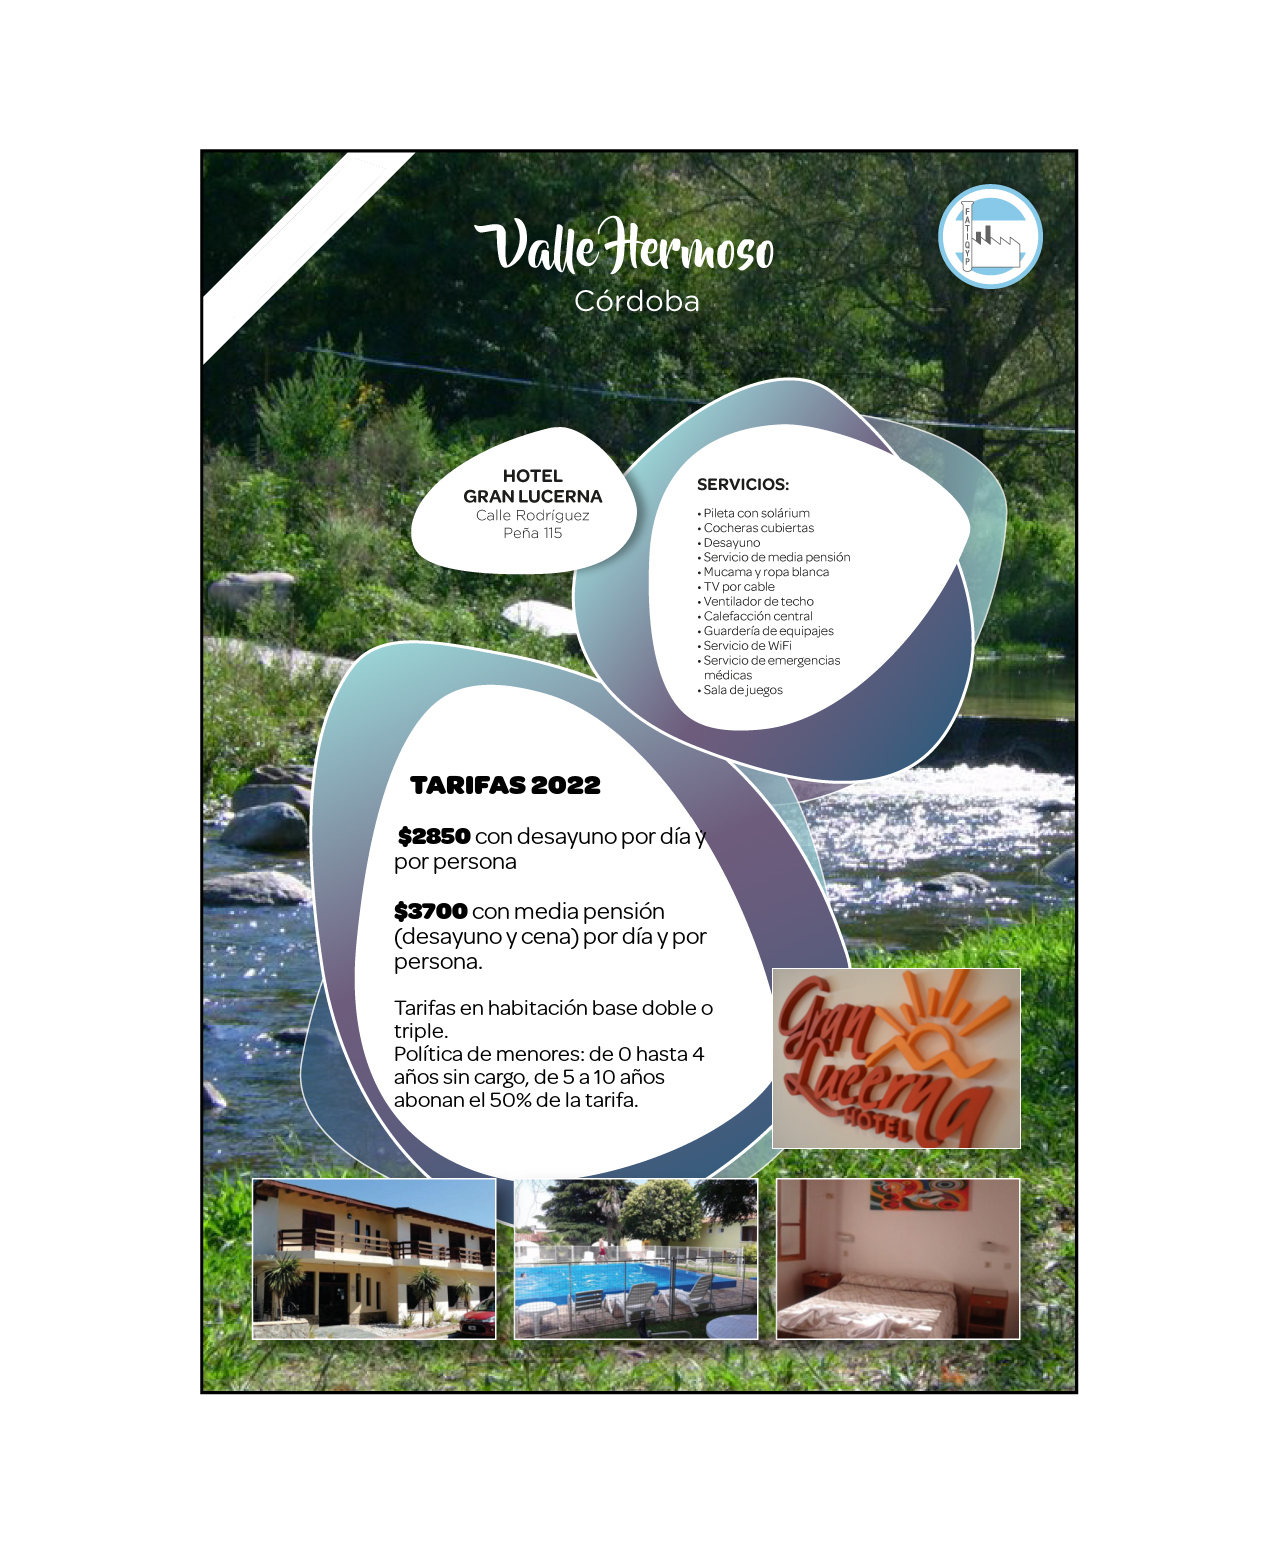 Valle Hermoso
Córdoba
FATIQYP
HOTEL
GRAN LUCERNA
Calle Rodríguez
Peña 115
SERVICIOS:
• Pileta con solárium
• Cocheras cubiertas
• Desayuno
• Servicio de media pensión
• Mucama y ropa blanca
• TV por cable
• Ventilador de techo
• Calefacción central
• Guardería de equipajes
• Servicio de WiFi
• Servicio de emergencias
médicas
• Sala de juegos
TARIFAS 2022
$2850 con desayuno por día y
por persona
$3700 con media pensión
(desayuno y cena) por día y por
persona.
Tarifas en habitación base doble o
triple.
Política de menores: de 0 hasta 4
años sin cargo, de 5 a 10 años
abonan el 50% de la tarifa.
Gran
Lucerna
HOTEL